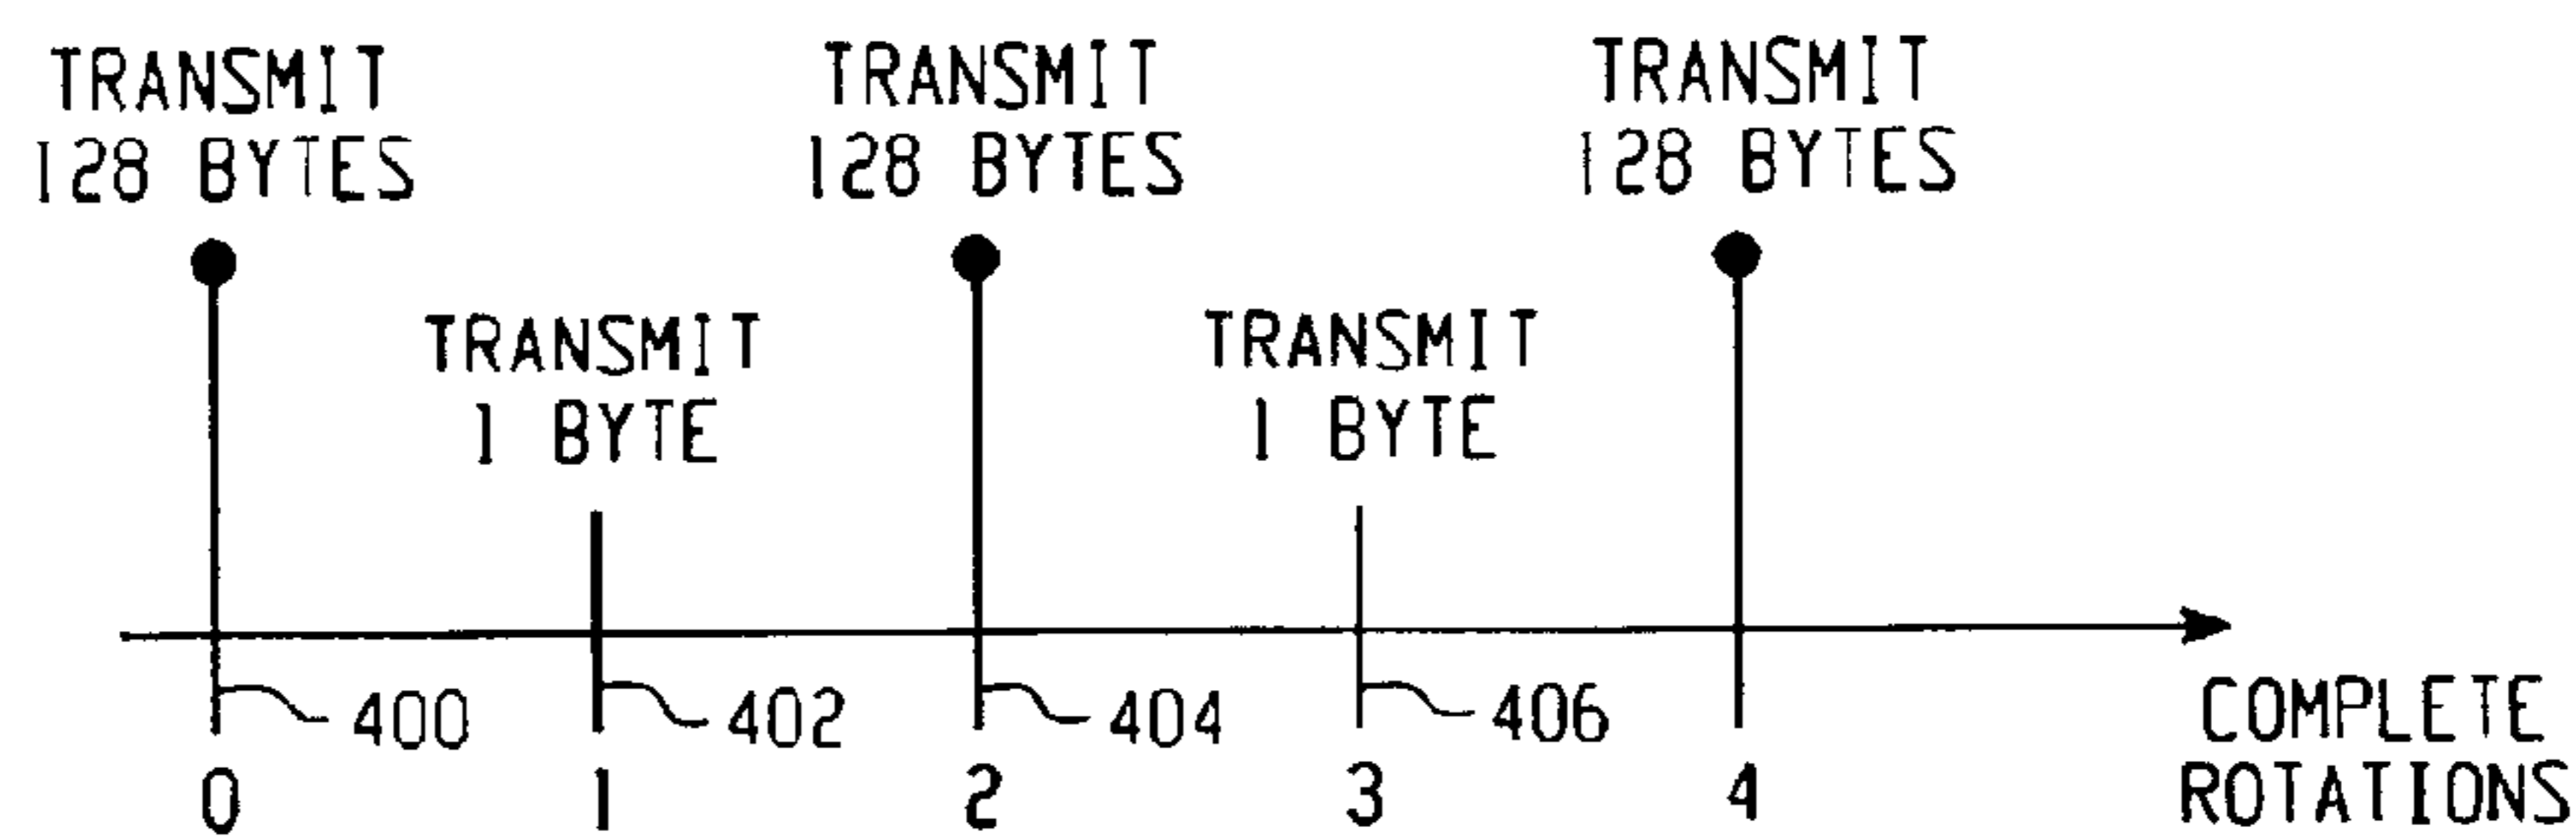 TRANSMIT
128 BYTES
TRANSMIT
128 BYTES
TRANSMIT
128 BYTES
TRANSMIT
1 BYTE
TRANSMIT
1 BYTE
400
402
404
406
0
1
2
3
4
COMPLETE
ROTATIONS